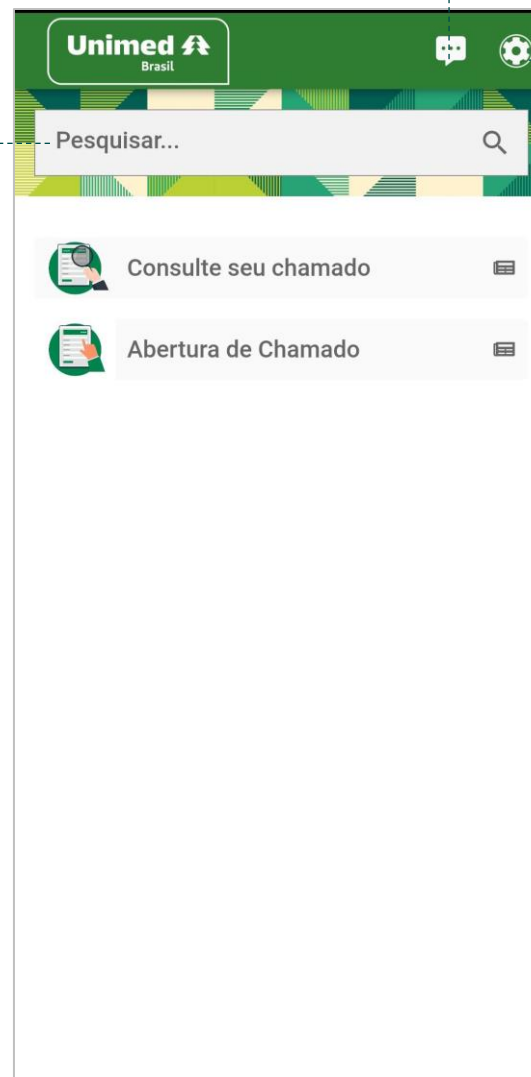 Unimed
Brasil
Pesquisar...
Consulte seu chamado
Abertura de Chamado